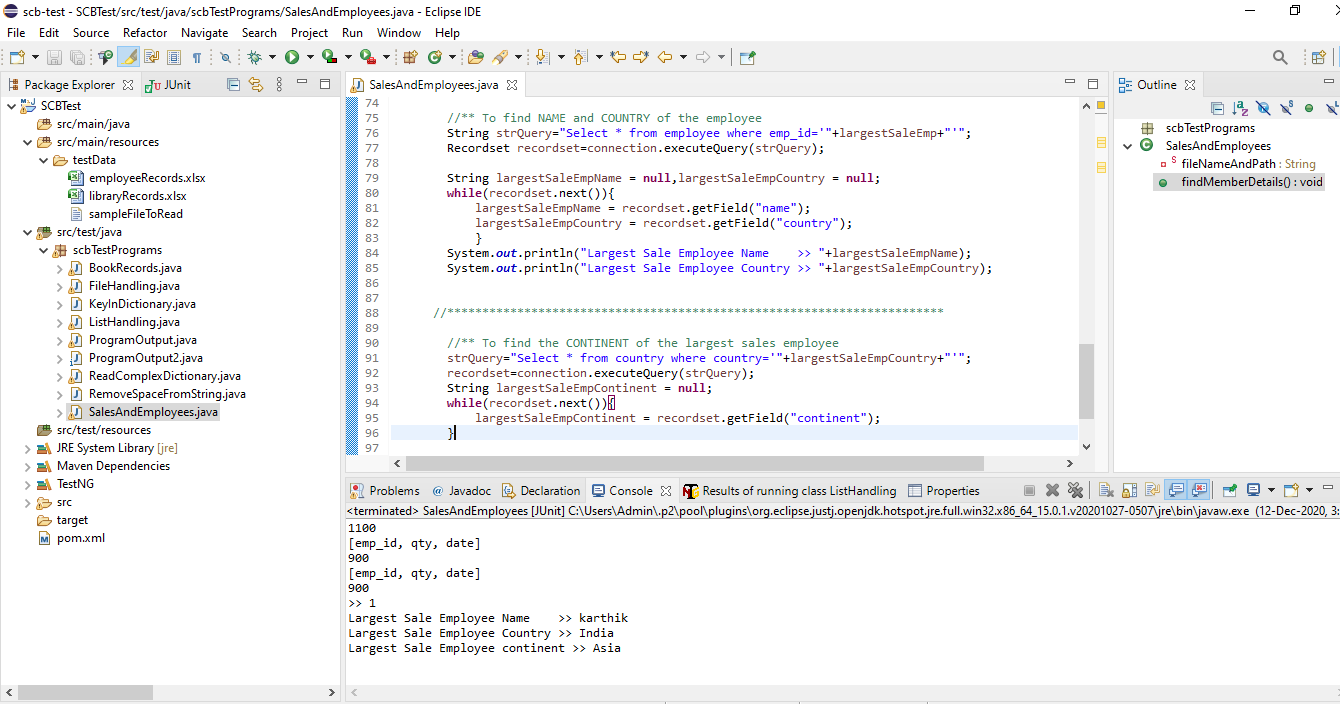 scb-test - SCBTest/src/test/java/scbTestPrograms/SalesAndEmployees.java - Eclipse IDE
File Edit Source Refactor Navigate Search Project Run Window Help
Package Explorer
JUnit
SCBTest
src/main/java
src/main/resources
testData
employeeRecords.xlsx
libraryRecords.xlsx
sampleFileToRead
src/test/java
scbTestPrograms
BookRecords.java
FileHandling.java
KeyInDictionary.java
ListHandling.java
ProgramOutput.java
ProgramOutput2.java
ReadComplexDictionary.java
RemoveSpaceFromString.java
SalesAndEmployees.java
src/test/resources
JRE System Library [jre]
Maven Dependencies
TestNG
src
target
pom.xml
SalesAndEmployees.java
74
75 //** To find NAME and COUNTRY of the employee
76 String strQuery="Select * from employee where emp_id='"+largestSaleEmp+"'";
77 Recordset recordset=connection.executeQuery(strQuery);
78
79 String largestSaleEmpName = null,largestSaleEmpCountry = null;
80 while(recordset.next()){
81 largestSaleEmpName = recordset.getField("name");
82 largestSaleEmpCountry = recordset.getField("country");
83 }
84 System.out.println("Largest Sale Employee Name    >> "+largestSaleEmpName);
85 System.out.println("Largest Sale Employee Country >> "+largestSaleEmpCountry);
86
87
88 //***********************************************************************
89
90 //** To find the CONTINENT of the largest sales employee
91 strQuery="Select * from country where country='"+largestSaleEmpCountry+"'";
92 recordset=connection.executeQuery(strQuery);
93 String largestSaleEmpContinent = null;
94 while(recordset.next()){
95 largestSaleEmpContinent = recordset.getField("continent");
96 }
97
Outline
scbTestPrograms
SalesAndEmployees
fileNameAndPath : String
findMemberDetails() : void
Problems @ Javadoc Declaration Console Results of running class ListHandling Properties
<terminated> SalesAndEmployees [JUnit] C:\Users\Admin\.p2\pool\plugins\org.eclipse.justj.openjdk.hotspot.jre.full.win32.x86_64_15.0.1.v20201027-0507\jre\bin\javaw.exe (12-Dec-2020, 3:
1100
[emp_id, qty, date]
900
[emp_id, qty, date]
900
>> 1
Largest Sale Employee Name    >> karthik
Largest Sale Employee Country >> India
Largest Sale Employee continent >> Asia